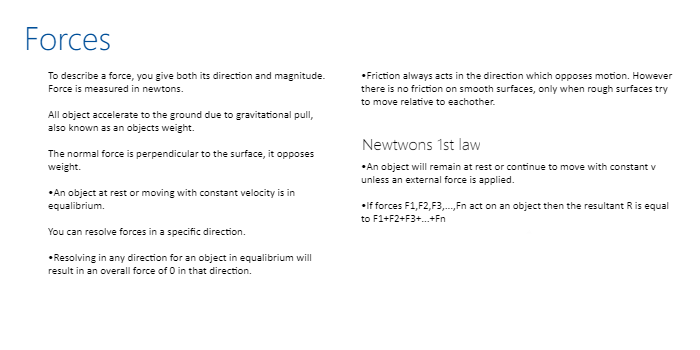 Forces
To describe a force, you give both its direction and magnitude.
Force is measured in newtons.
All object accelerate to the ground due to gravitational pull,
also known as an objects weight.
The normal force is perpendicular to the surface, it opposes
weight.
•An object at rest or moving with constant velocity is in
equalibrium.
You can resolve forces in a specific direction.
•Resolving in any direction for an object in equalibrium will
result in an overall force of 0 in that direction.
•Friction always acts in the direction which opposes motion. However
there is no friction on smooth surfaces, only when rough surfaces try
to move relative to eachother.
Newtwons 1st law
•An object will remain at rest or continue to move with constant v
unless an external force is applied.
•If forces F1,F2,F3,...,Fn act on an object then the resultant R is equal
to F1+F2+F3+...+Fn